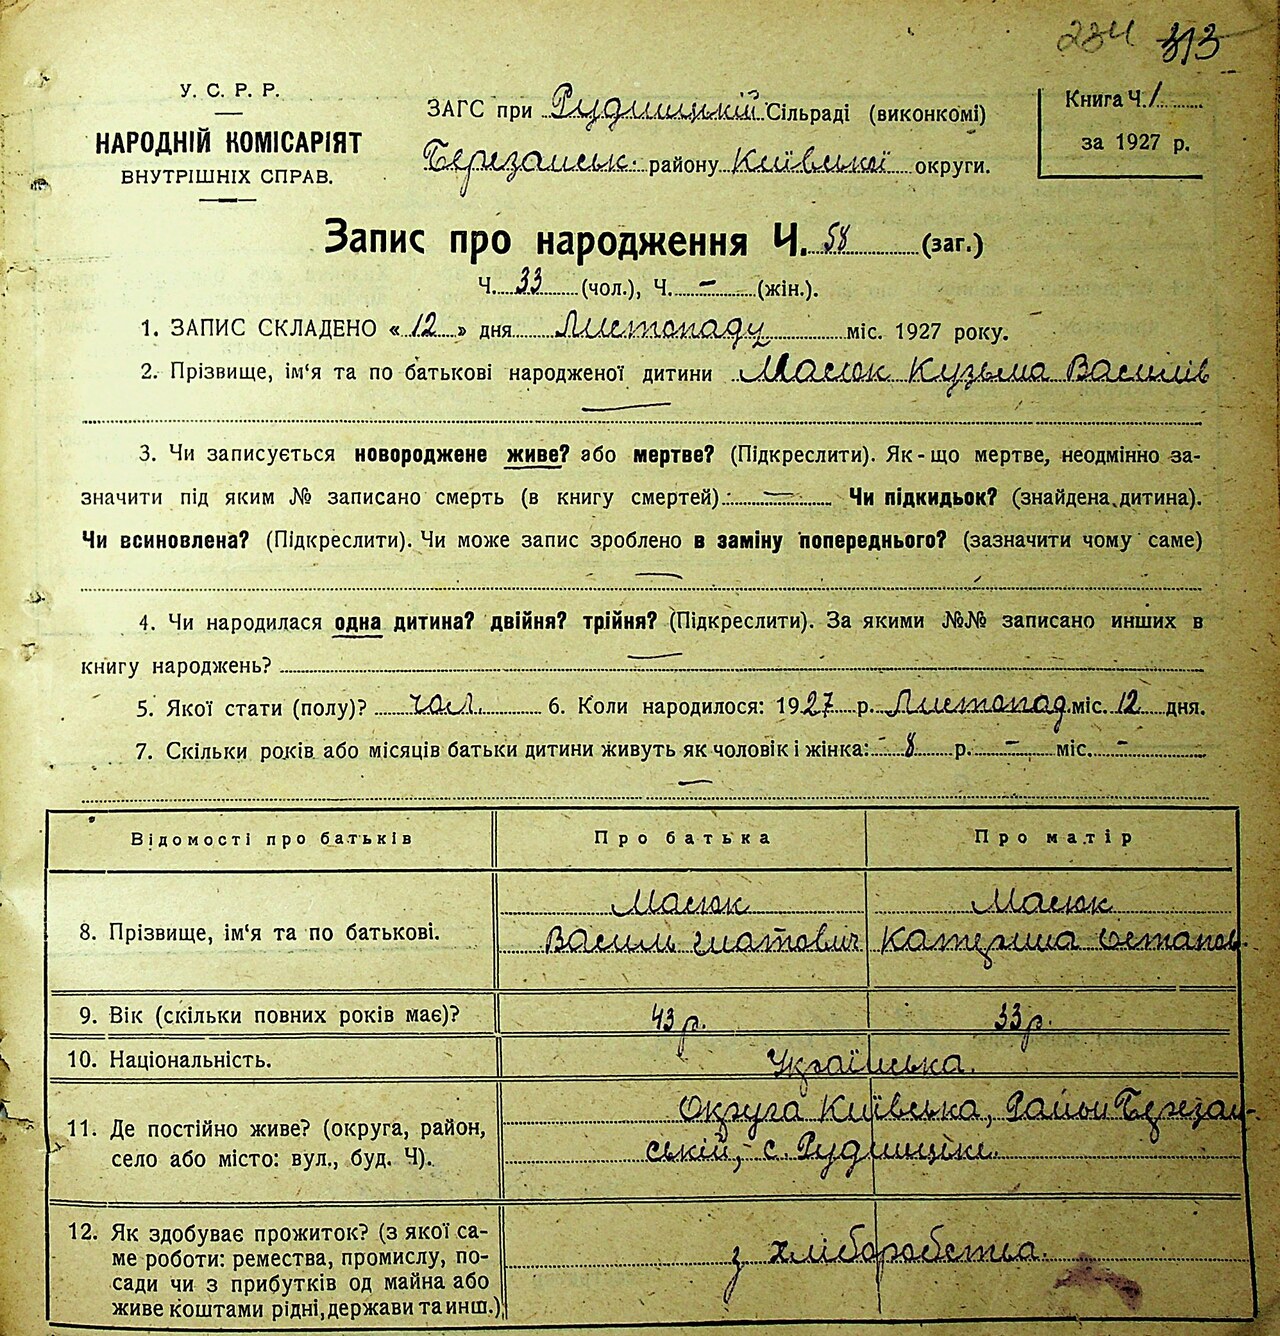 234 313
У. С. Р. Р.
НАРОДНІЙ КОМІСАРІЯТ
ВНУТРІШНІХ СПРАВ.
ЗАГС при Рудницькій Сільраді (виконкомі)
Березанськ. району Київської округи.
Книга Ч. 1
за 1927 р.
Запис про народження Ч. 58 (заг.)
Ч. 33 (чол.), Ч. – (жін.).
1. ЗАПИС СКЛАДЕНО « 12 » дня Листопаду міс. 1927 року.
2. Прізвище, ім‘я та по батькові народженої дитини Масюк Кузьма Василів
3. Чи записується новороджене живе? або мертве? (Підкреслити). Як-що мертве, неодмінно за-
значити під яким № записано смерть (в книгу смертей) — Чи підкидьок? (знайдена дитина).
Чи всиновлена? (Підкреслити). Чи може запис зроблено в заміну попереднього? (зазначити чому саме)
4. Чи народилася одна дитина? двійня? трійня? (Підкреслити). За якими №№ записано инших в
книгу народжень?
5. Якої стати (полу)? чол. 6. Коли народилося: 1927 р. Листопад міс. 12 дня.
7. Скільки років або місяців батьки дитини живуть як чоловік і жінка: 8 р. – міс. –
Відомості про батьків Про батька Про матір
8. Прізвище, ім‘я та по батькові.
Масюк Масюк
Василь Гнатович Катерина Остапов.
9. Вік (скільки повних років має)? 43 р. 33 р.
10. Національність. Українська.
11. Де постійно живе? (округа, район,
село або місто: вул., буд. Ч).
Округа Київська, Район Березан-
ській, – с. Рудницьке.
12. Як здобуває прожиток? (з якої са-
ме роботи: ремества, промислу, по-
сади чи з прибутків од майна або
живе коштами рідні, держави та инш.)
з хліборобства.